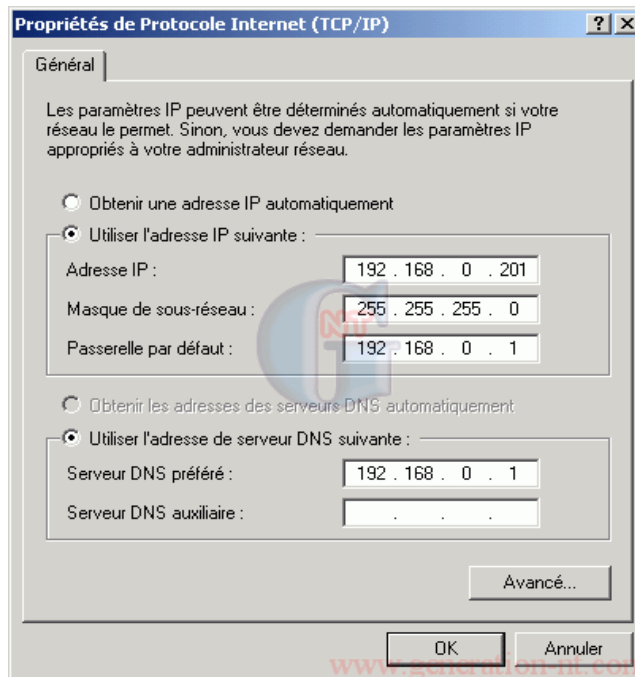 Propriétés de Protocole Internet (TCP/IP)
Général
Les paramètres IP peuvent être déterminés automatiquement si votre
réseau le permet. Sinon, vous devez demander les paramètres IP
appropriés à votre administrateur réseau.
Obtenir une adresse IP automatiquement
Utiliser l'adresse IP suivante :
Adresse IP : 192 . 168 . 0 . 201
Masque de sous-réseau : 255 . 255 . 255 . 0
Passerelle par défaut : 192 . 168 . 0 . 1
Obtenir les adresses des serveurs DNS automatiquement
Utiliser l'adresse de serveur DNS suivante :
Serveur DNS préféré : 192 . 168 . 0 . 1
Serveur DNS auxiliaire : . . .
Avancé...
OK Annuler
GNT
www.generation-nt.com